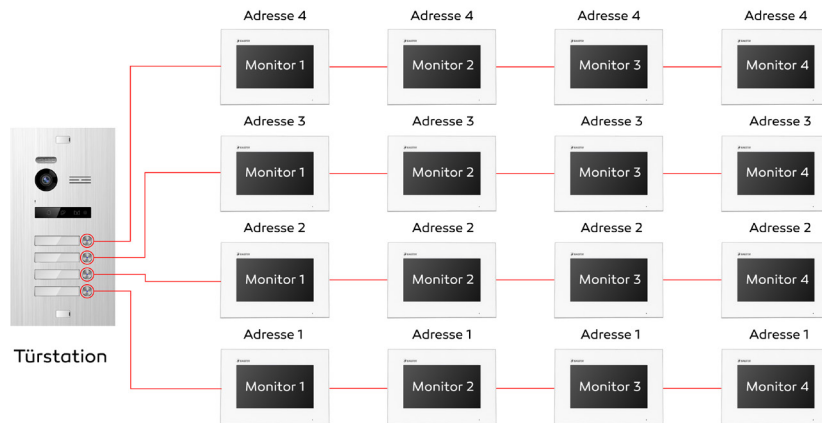 Adresse 4 Adresse 4 Adresse 4 Adresse 4
Monitor 1 Monitor 2 Monitor 3 Monitor 4
Adresse 3 Adresse 3 Adresse 3 Adresse 3
Monitor 1 Monitor 2 Monitor 3 Monitor 4
Adresse 2 Adresse 2 Adresse 2 Adresse 2
Monitor 1 Monitor 2 Monitor 3 Monitor 4
Adresse 1 Adresse 1 Adresse 1 Adresse 1
Monitor 1 Monitor 2 Monitor 3 Monitor 4
Türstation